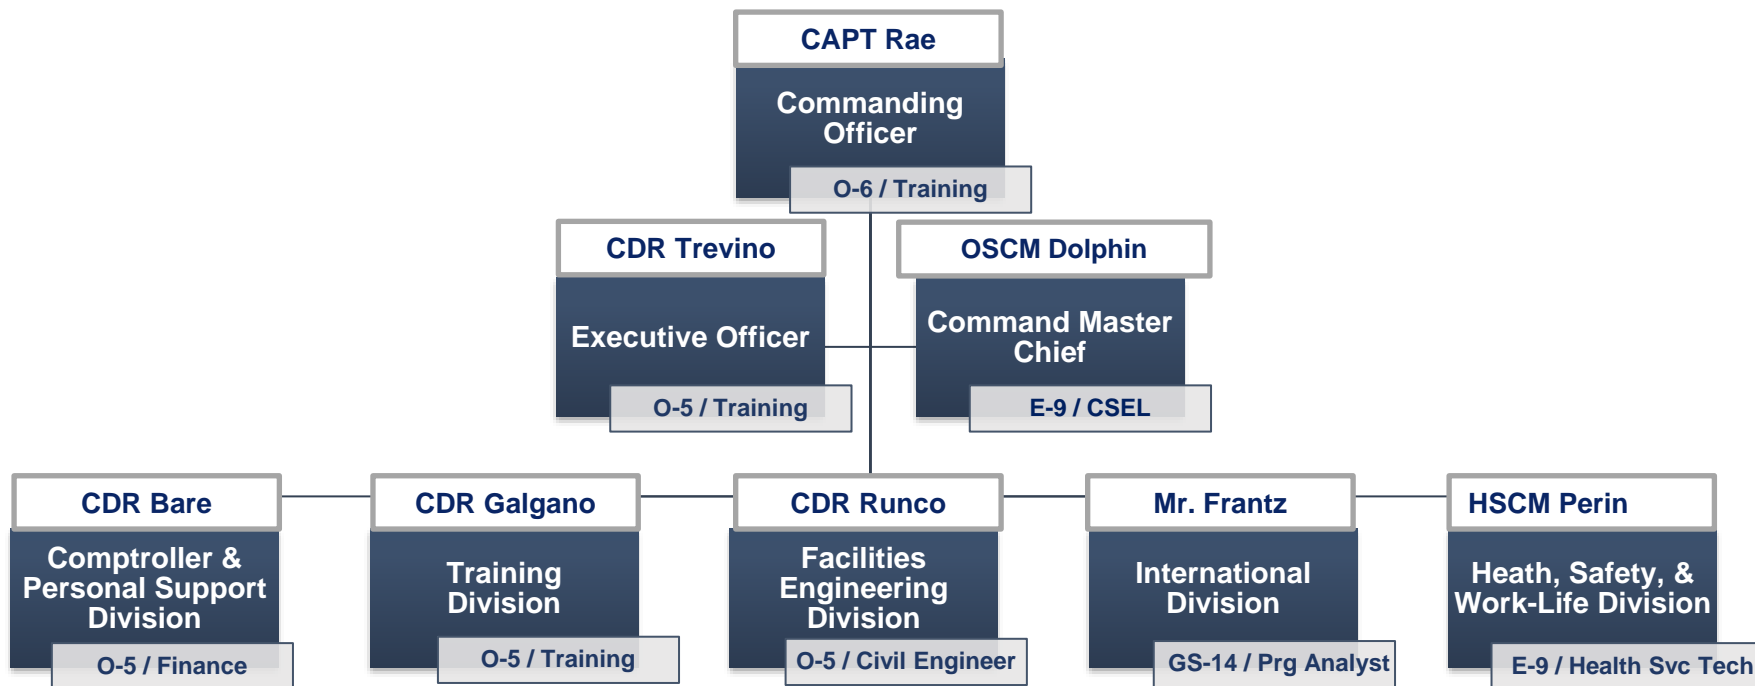 CAPT Rae
Commanding
Officer
O-6 / Training
CDR Trevino
Executive Officer
O-5 / Training
OSCM Dolphin
Command Master
Chief
E-9 / CSEL
CDR Bare
Comptroller &
Personal Support
Division
O-5 / Finance
CDR Galgano
Training
Division
O-5 / Training
CDR Runco
Facilities
Engineering
Division
O-5 / Civil Engineer
Mr. Frantz
International
Division
GS-14 / Prg Analyst
HSCM Perin
Heath, Safety, &
Work-Life Division
E-9 / Health Svc Tech